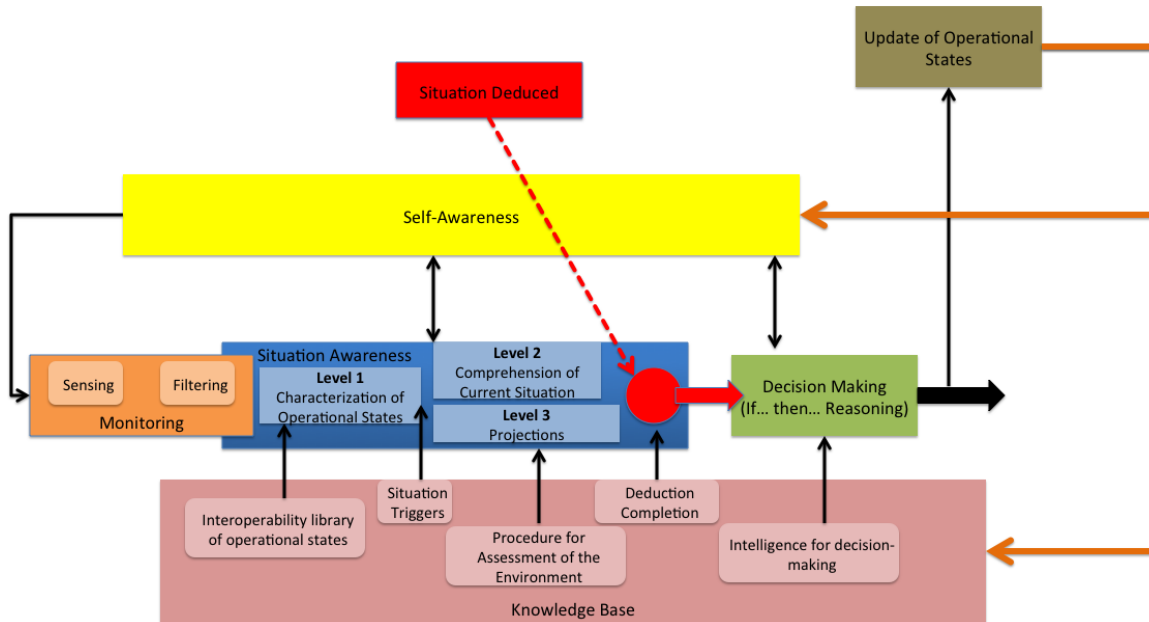 Update of Operational
States
Situation Deduced
Self-Awareness
Situation Awareness
Level 1
Characterization of
Operational States
Level 2
Comprehension of
Current Situation
Level 3
Projections
Sensing
Filtering
Monitoring
Decision Making
(If... then... Reasoning)
Interoperability library
of operational states
Situation
Triggers
Procedure for
Assessment of the
Environment
Deduction
Completion
Intelligence for decision-
making
Knowledge Base